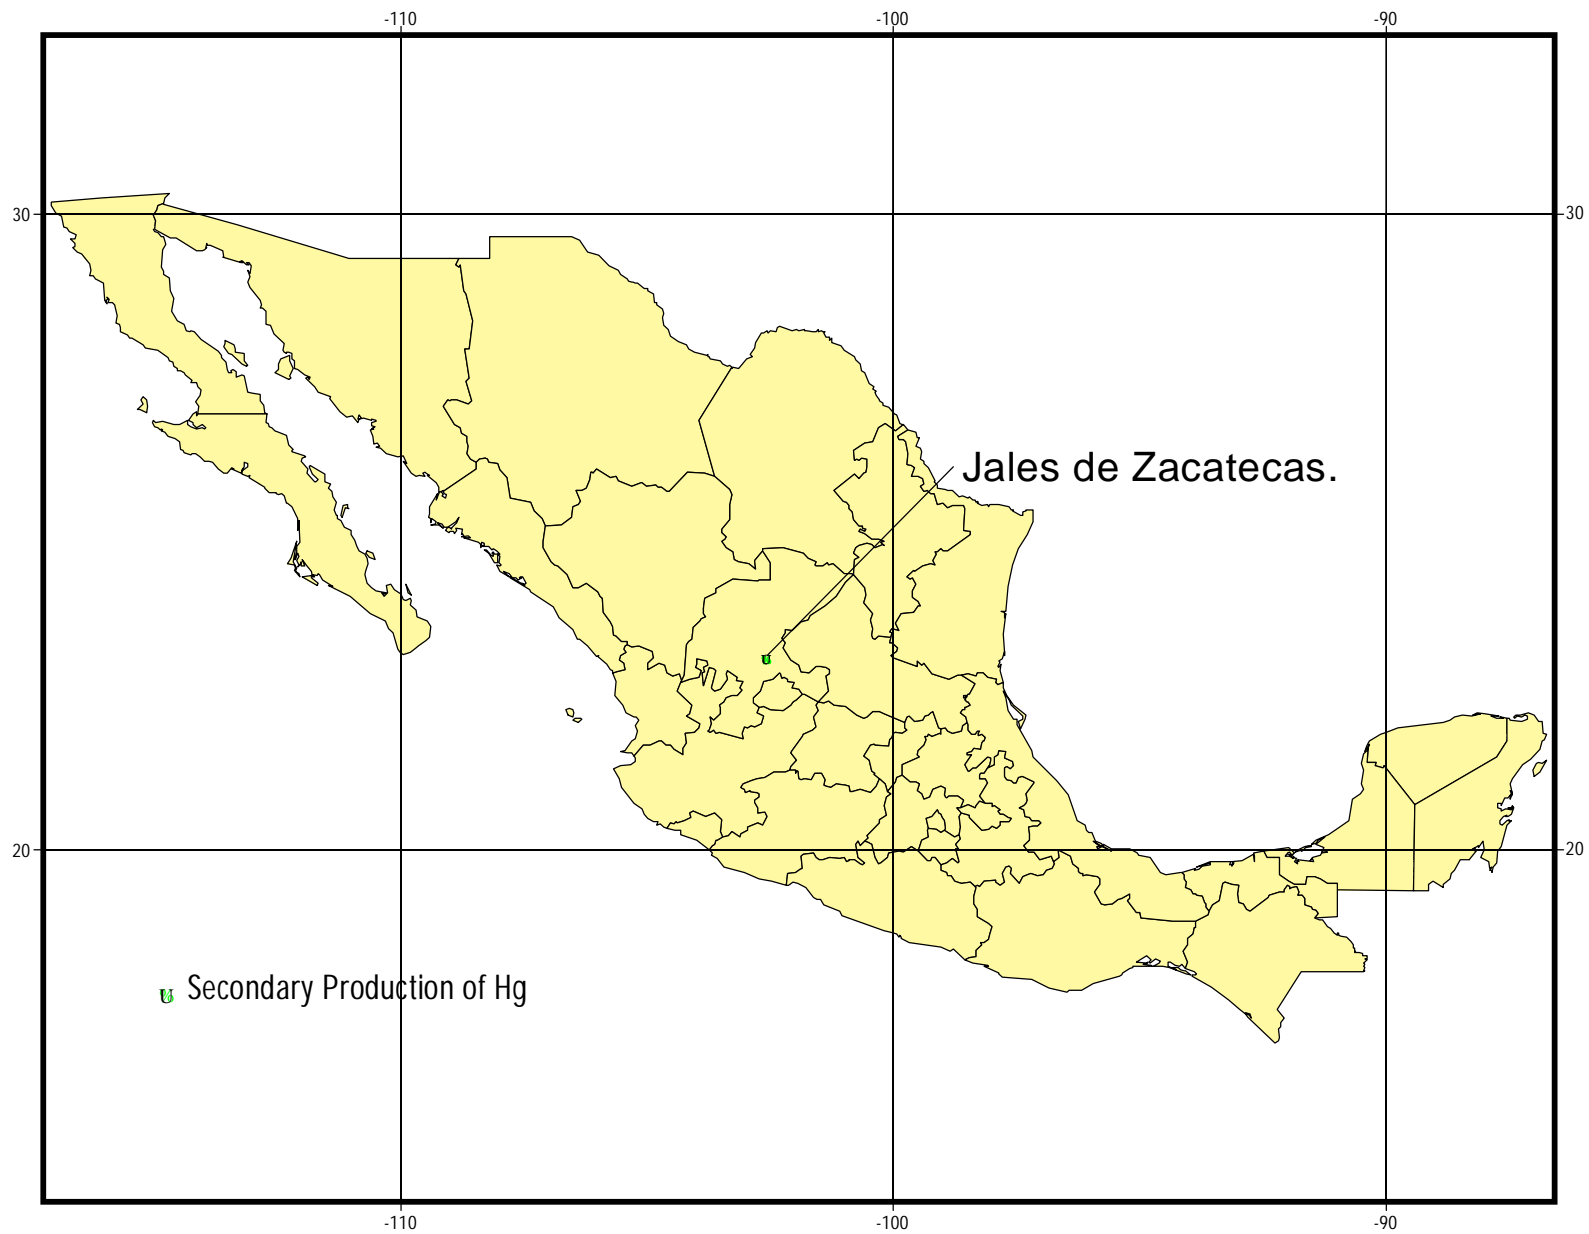 -110 -100 -90
30 30
Jales de Zacatecas.
U
20 20
U Secondary Production of Hg
-110 -100 -90